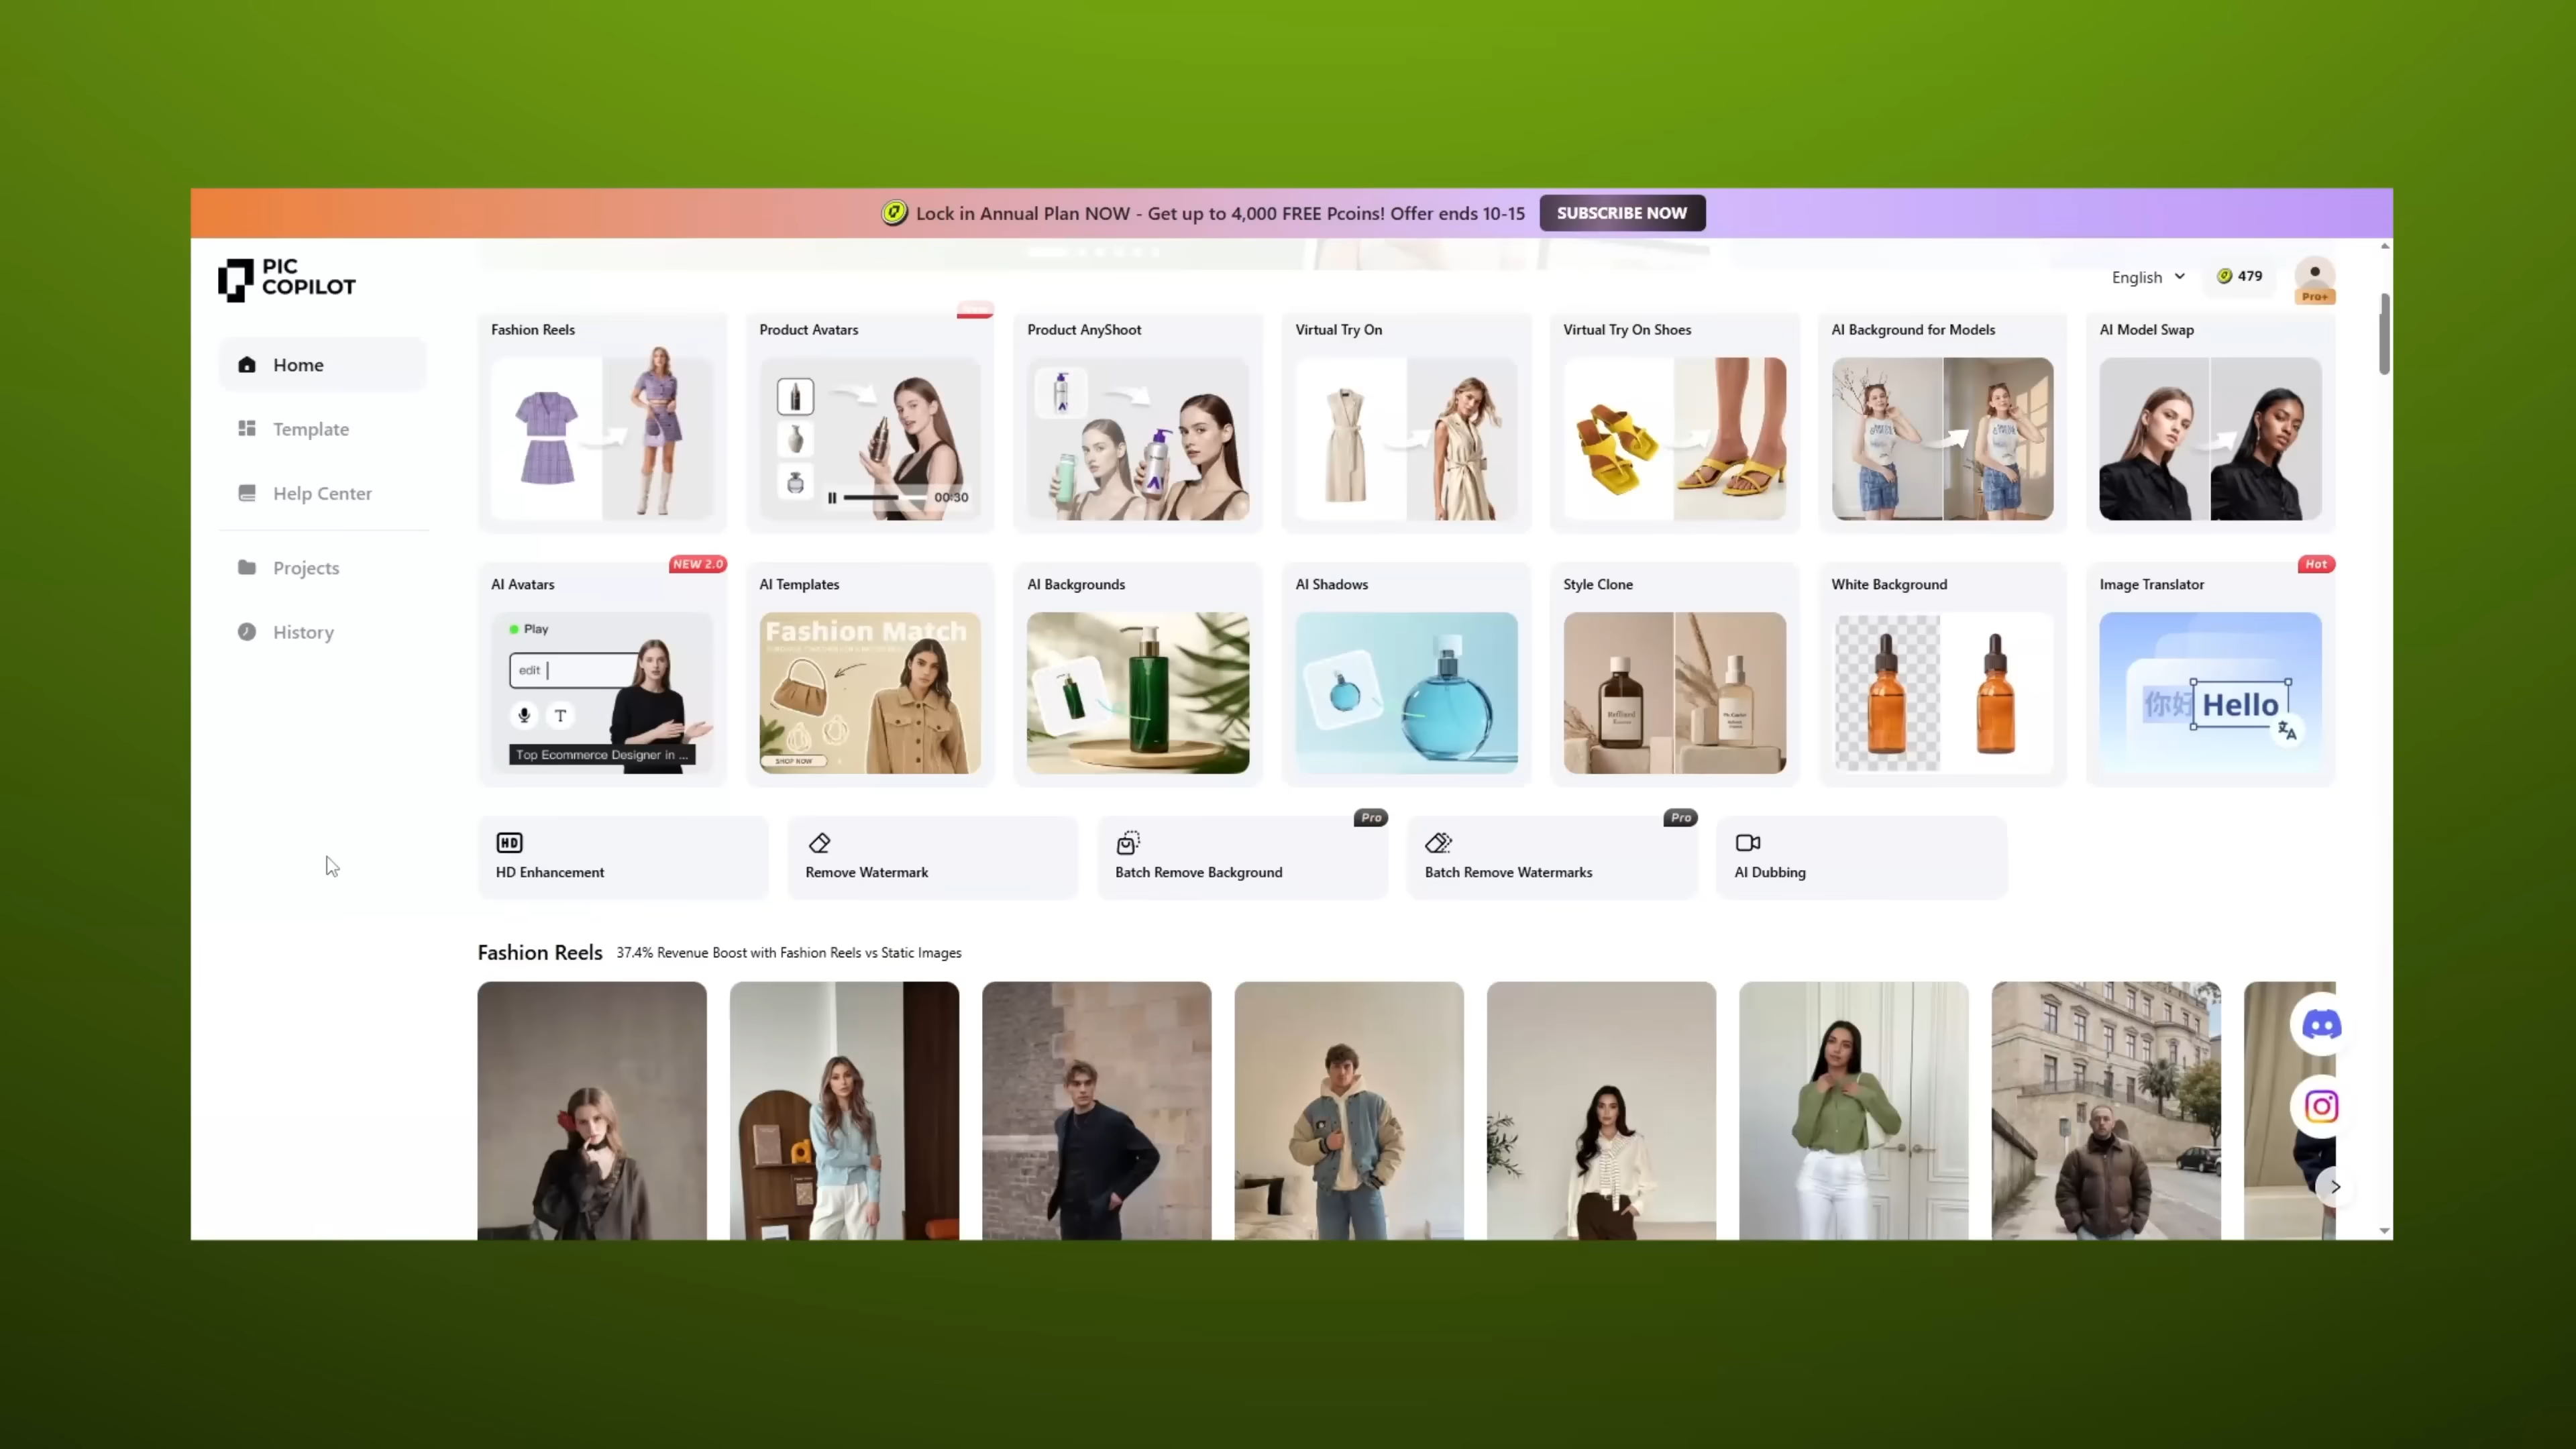 Lock in Annual Plan NOW - Get up to 4,000 FREE Pcoins! Offer ends 10-15
SUBSCRIBE NOW
PIC
COPILOT
English
479
Pro+
Home
Template
Help Center
Projects
History
Fashion Reels
Product Avatars
Product AnyShoot
Virtual Try On
Virtual Try On Shoes
AI Background for Models
AI Model Swap
00:30
NEW 2.0
Hot
AI Avatars
AI Templates
AI Backgrounds
AI Shadows
Style Clone
White Background
Image Translator
Play
edit
T
Top Ecommerce Designer in ...
Fashion Match
SHOP NOW
你好
Hello
Pro
Pro
HD
HD Enhancement
Remove Watermark
Batch Remove Background
Batch Remove Watermarks
AI Dubbing
Fashion Reels
37.4% Revenue Boost with Fashion Reels vs Static Images